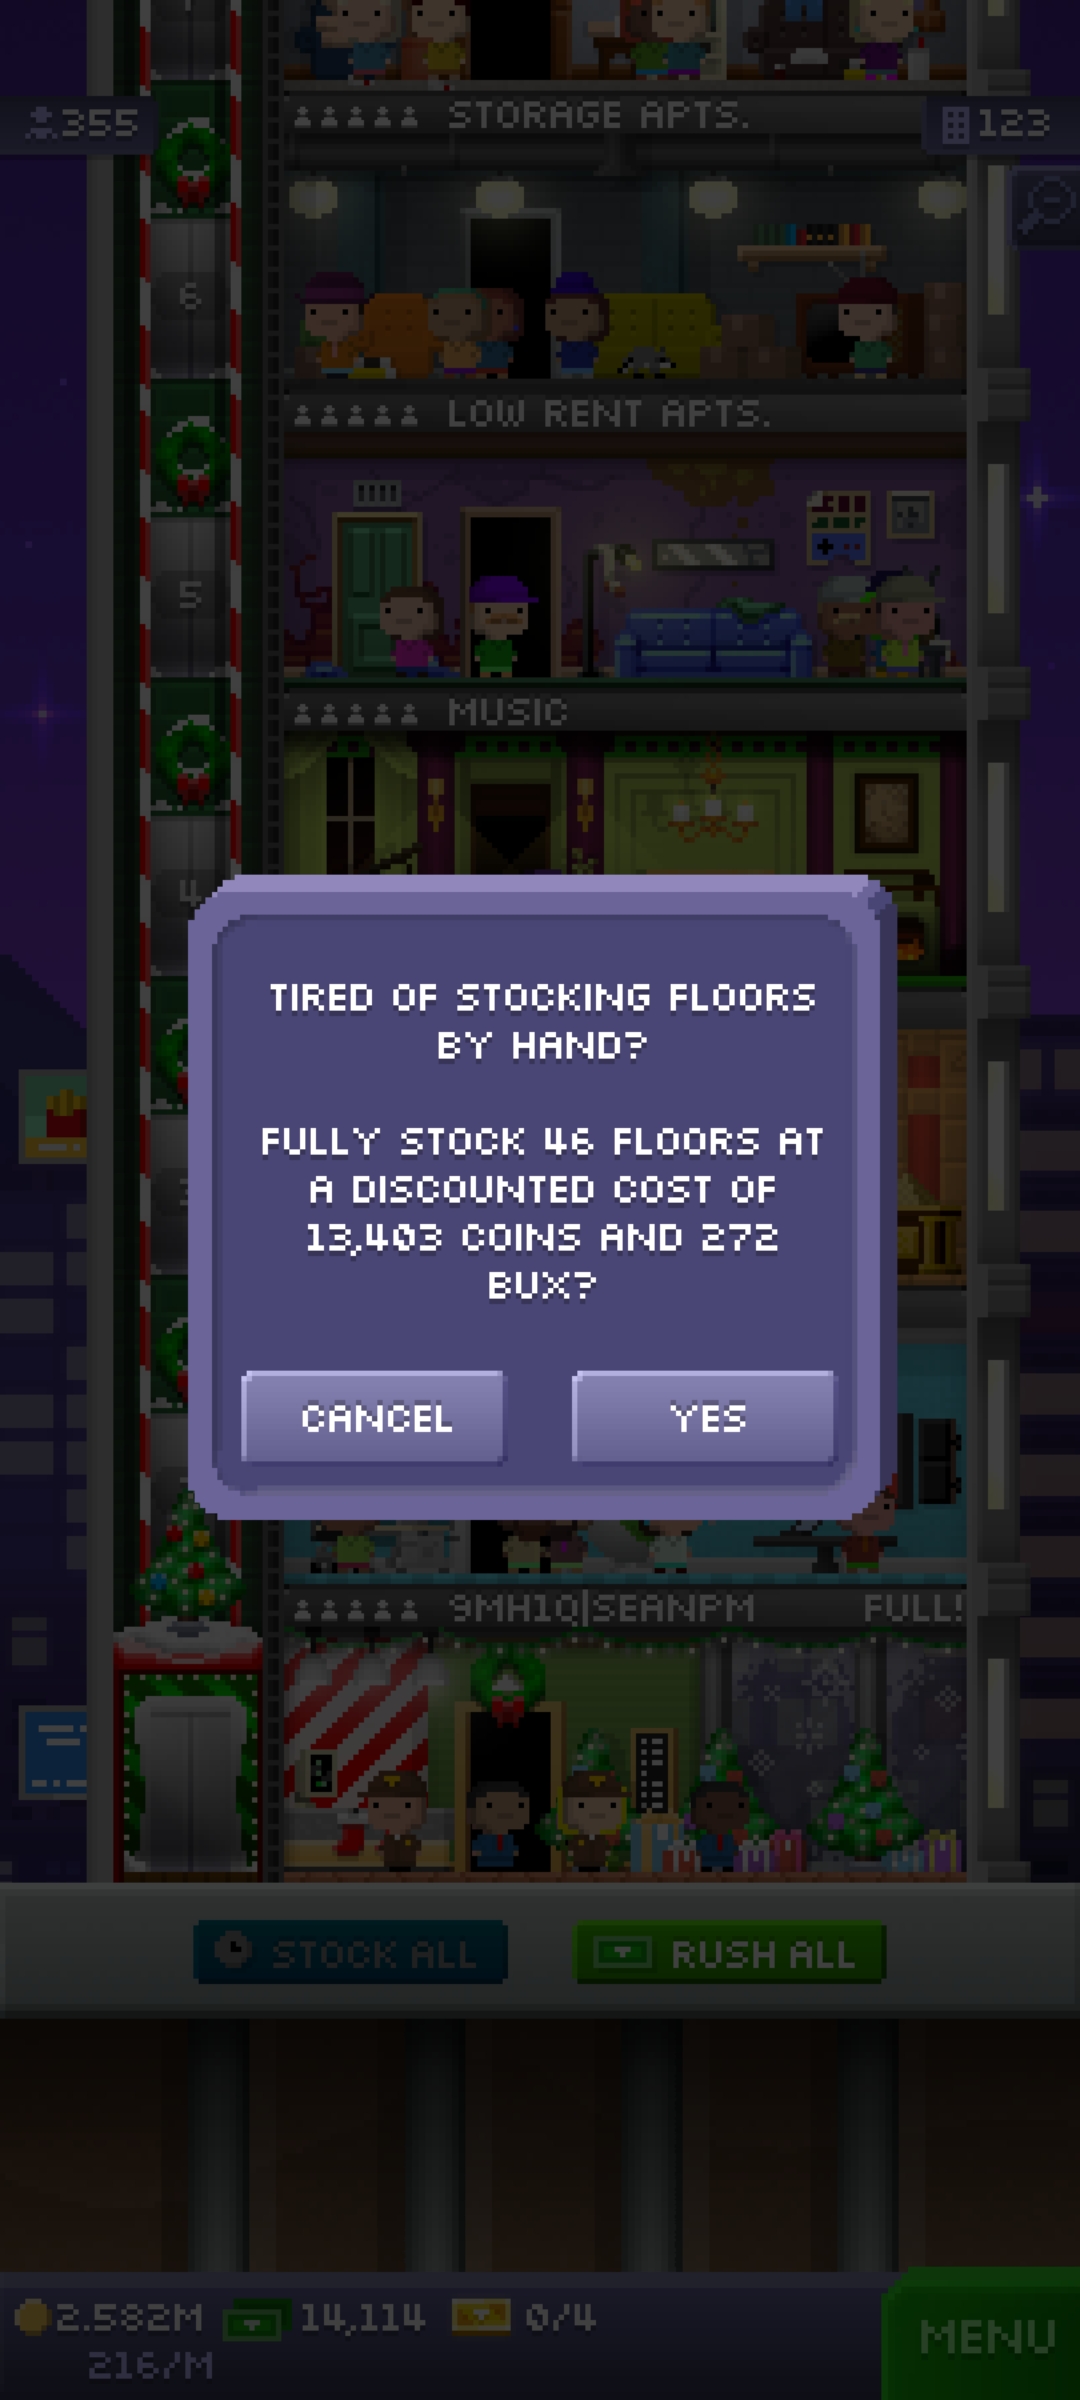 355
STORAGE APTS.
123
6
LOW RENT APTS.
5
MUSIC
4
TIRED OF STOCKING FLOORS
BY HAND?
FULLY STOCK 46 FLOORS AT
A DISCOUNTED COST OF
13,403 COINS AND 272
BUX?
CANCEL
YES
9MH1Q|SEANPM
FULL!
STOCK ALL
RUSH ALL
2.582M
14,114
0/4
216/M
MENU